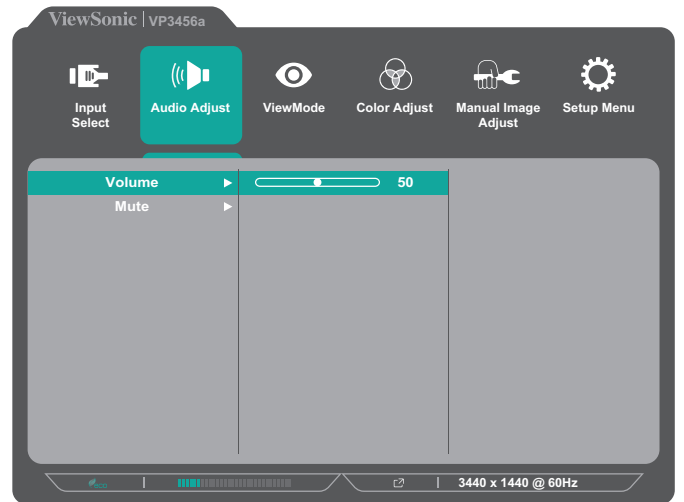 ViewSonic | VP3456a
Input Select
Audio Adjust
ViewMode
Color Adjust
Manual Image Adjust
Setup Menu
Volume 50
Mute
eco
3440 x 1440 @ 60Hz